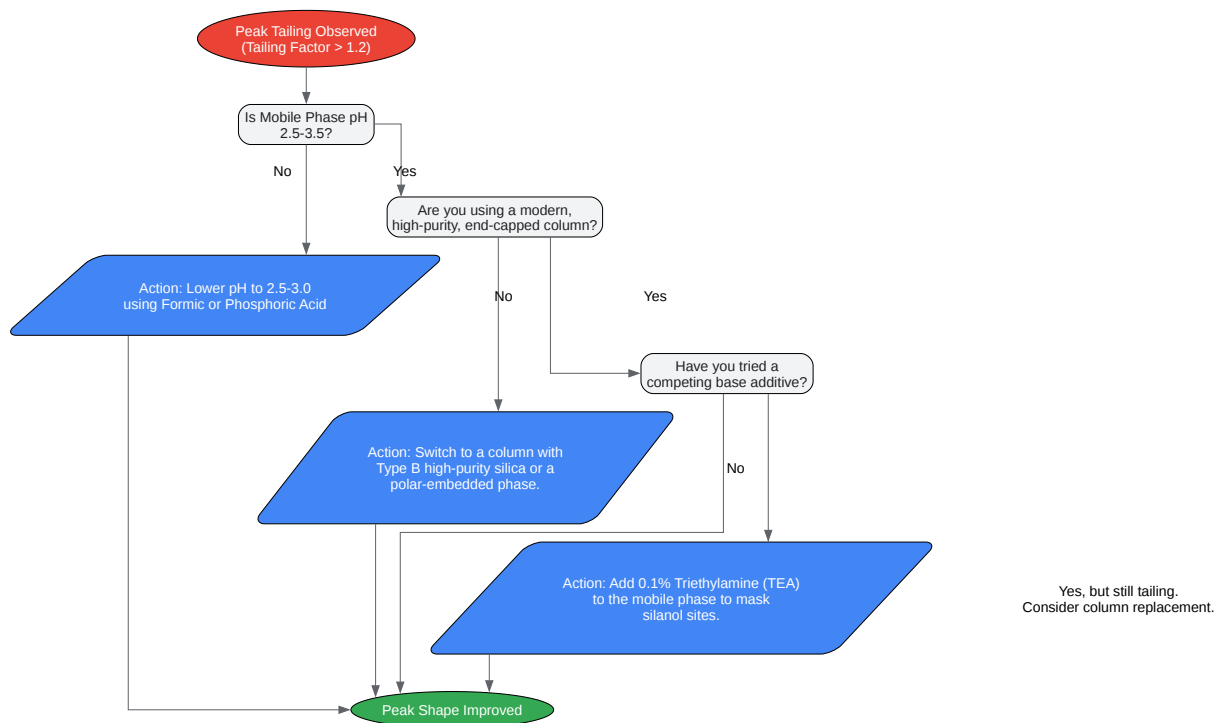 Peak Tailing Observed
(Tailing Factor > 1.2)
Is Mobile Phase pH
2.5-3.5?
No
Yes
Are you using a modern,
high-purity, end-capped column?
Action: Lower pH to 2.5-3.0
using Formic or Phosphoric Acid
No
Yes
Have you tried a
competing base additive?
Action: Switch to a column with
Type B high-purity silica or a
polar-embedded phase.
No
Action: Add 0.1% Triethylamine (TEA)
to the mobile phase to mask
silanol sites.
Yes, but still tailing.
Consider column replacement.
Peak Shape Improved